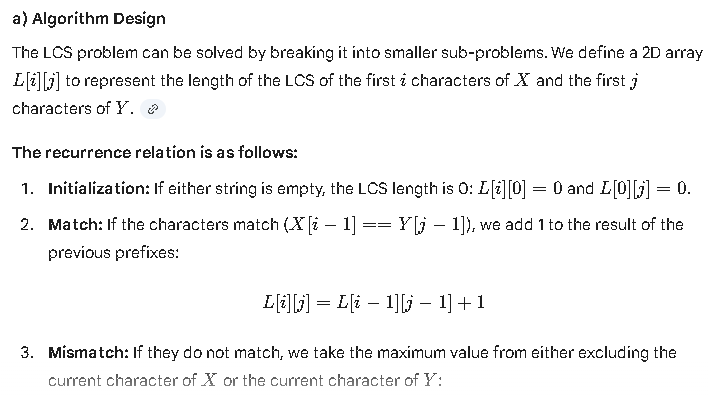 a) Algorithm Design
The LCS problem can be solved by breaking it into smaller sub-problems. We define a 2D array
L[i][j] to represent the length of the LCS of the first i characters of X and the first j
characters of Y.
The recurrence relation is as follows:
1. Initialization: If either string is empty, the LCS length is 0: L[i][0] = 0 and L[0][j] = 0.
2. Match: If the characters match (X[i − 1] == Y[j − 1]), we add 1 to the result of the
previous prefixes:
L[i][j] = L[i − 1][j − 1] + 1
3. Mismatch: If they do not match, we take the maximum value from either excluding the
current character of X or the current character of Y: